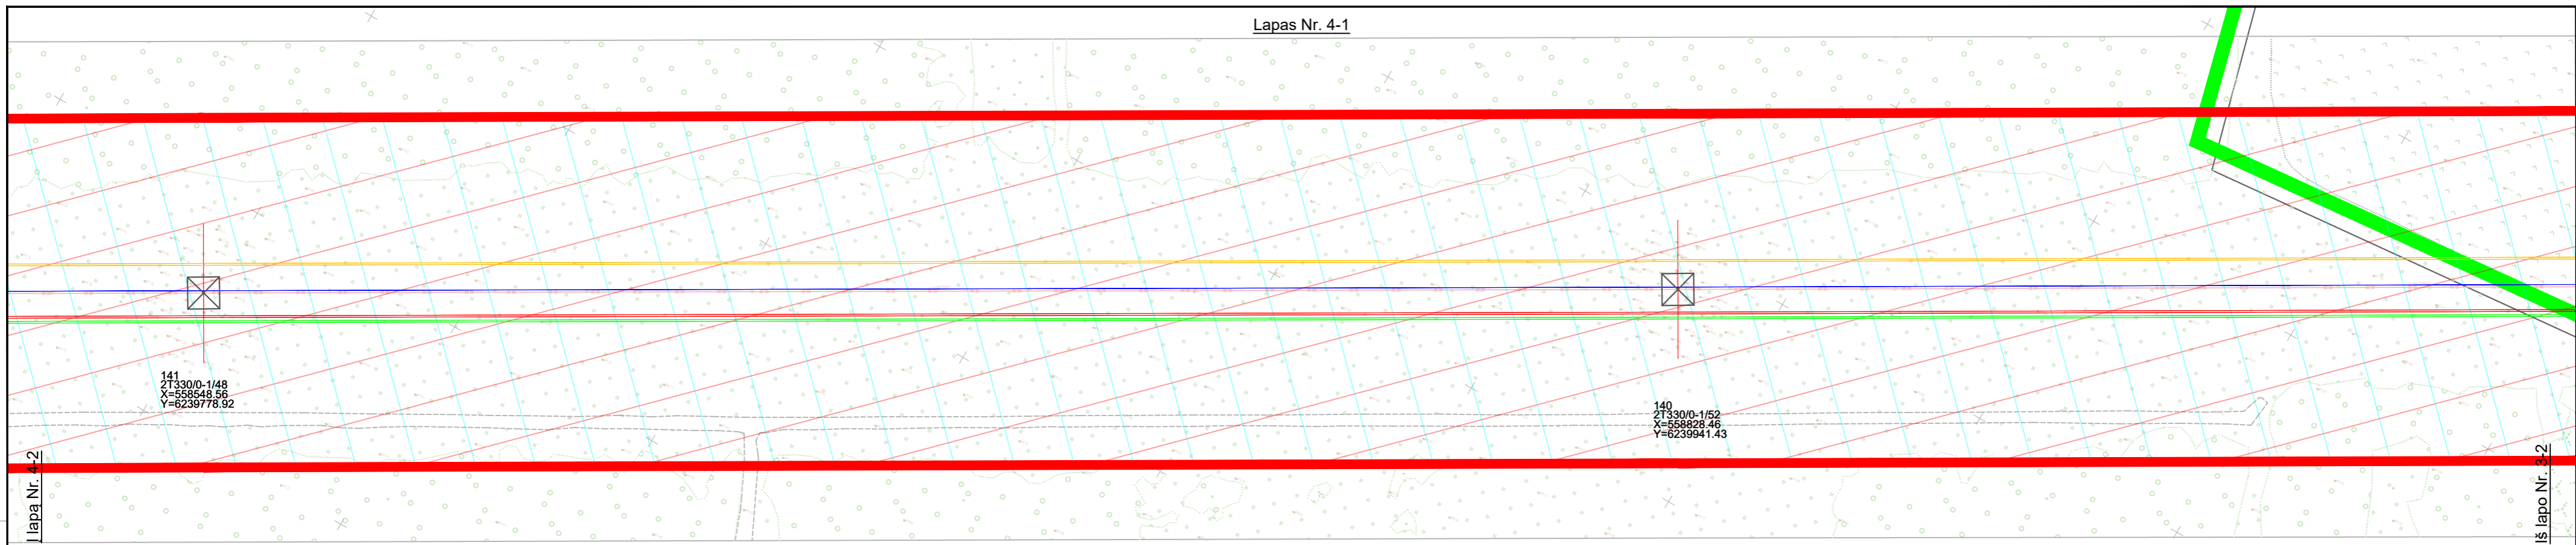 Lapas Nr. 4-1
141
2T330/0-1/48
X=558548.56
Y=6239778.92
140
2T330/0-1/52
X=558828.46
Y=6239941.43
Į lapą Nr. 4-2
Iš lapo Nr. 3-2